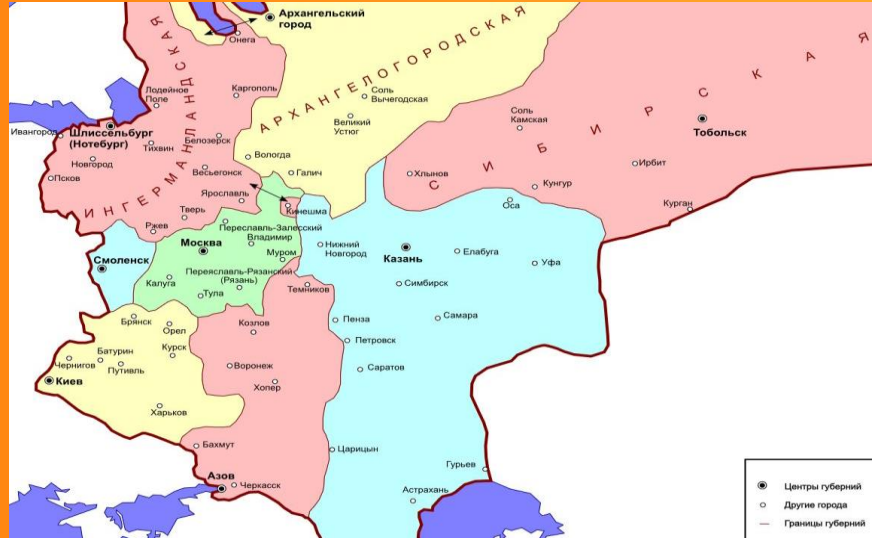 Архангельский
город
Онега
АРХАНГЕЛОГОРОДСКАЯ
ИНГЕРМАНЛАНДСКАЯ
СИБИРСКАЯ
Лодейное
Поле
Каргополь
Соль
Вычегодская
Великий
Устюг
Соль
Камская
Тобольск
Ивангород
Шлиссельбург
(Нотебург)
Тихвин
Белозерск
Новгород
Вологда
Псков
Весьегонск
Галич
Хлынов
Ирбит
Кунгур
Ярославль
Кинешма
Оса
Курган
Тверь
Ржев
Переславль-Залесский
Владимир
Москва
Нижний
Новгород
Казань
Елабуга
Уфа
Муром
Смоленск
Переяславль-Рязанский
(Рязань)
Калуга
Тула
Темников
Симбирск
Брянск
Орел
Козлов
Пенза
Самара
Петровск
Курск
Батурин
Чернигов
Путивль
Воронеж
Саратов
Киев
Хопер
Харьков
Бахмут
Царицын
Гурьев
Азов
Черкасск
Астрахань
Центры губерний
Другие города
Границы губерний